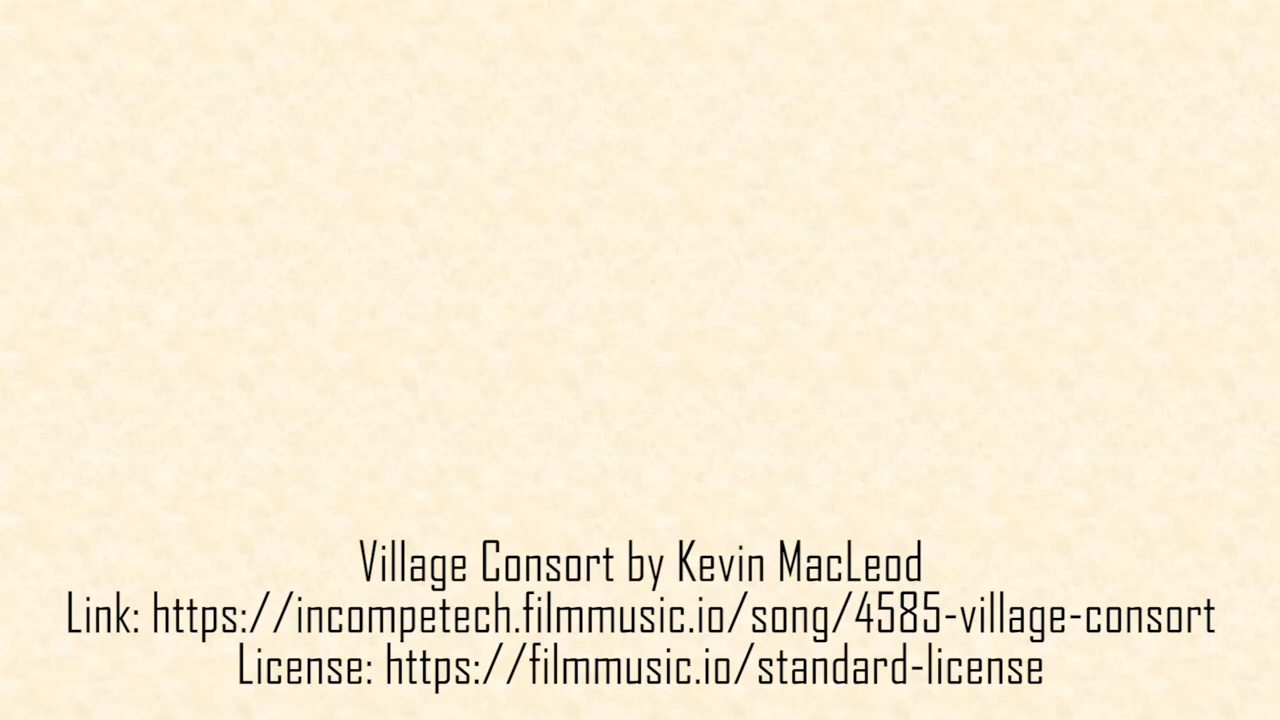 Village Consort by Kevin MacLeod
Link: https://incompetech.filmmusic.io/song/4585-village-consort
License: https://filmmusic.io/standard-license